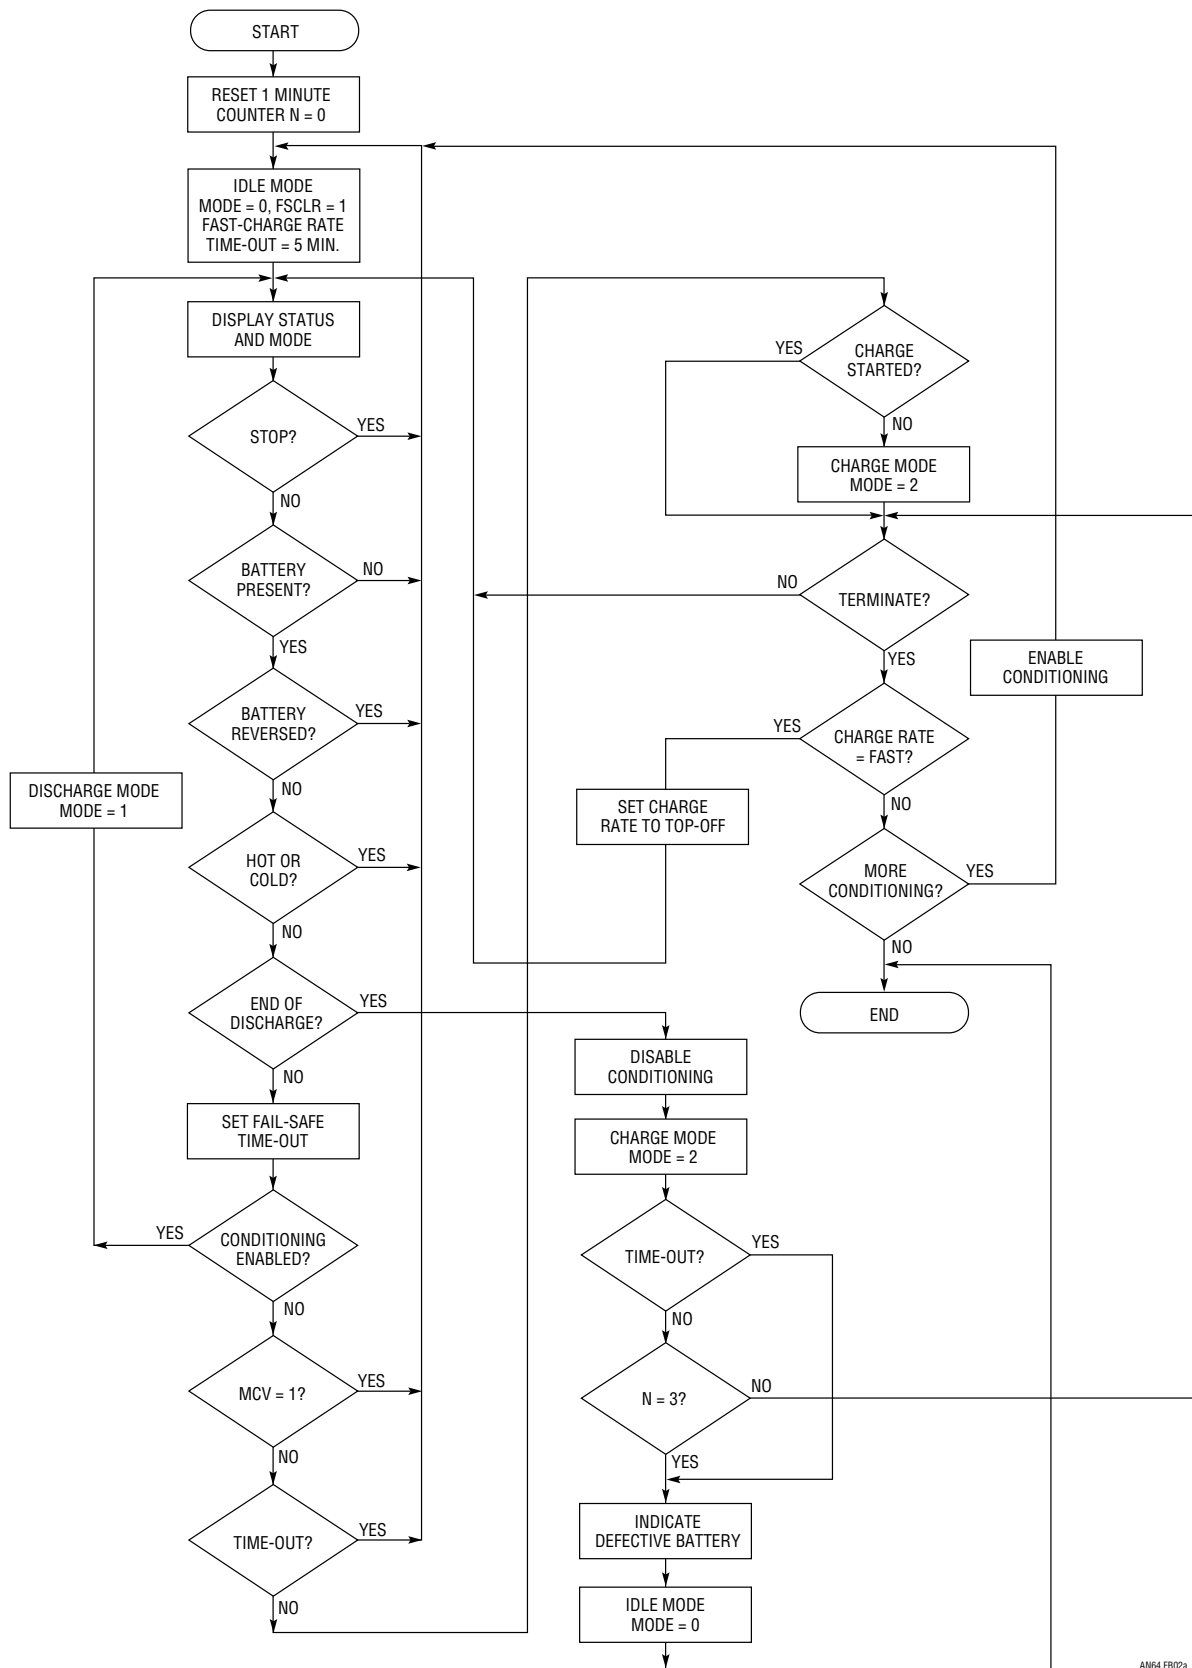 START
RESET 1 MINUTE
COUNTER N = 0
IDLE MODE
MODE = 0, FSCLR = 1
FAST-CHARGE RATE
TIME-OUT = 5 MIN.
DISPLAY STATUS
AND MODE
STOP?
YES
NO
BATTERY
PRESENT?
NO
YES
BATTERY
REVERSED?
YES
NO
DISCHARGE MODE
MODE = 1
HOT OR
COLD?
YES
NO
END OF
DISCHARGE?
YES
NO
SET FAIL-SAFE
TIME-OUT
CONDITIONING
ENABLED?
YES
NO
MCV = 1?
YES
NO
TIME-OUT?
YES
NO
CHARGE
STARTED?
YES
NO
CHARGE MODE
MODE = 2
TERMINATE?
NO
YES
ENABLE
CONDITIONING
CHARGE RATE
= FAST?
YES
NO
SET CHARGE
RATE TO TOP-OFF
MORE
CONDITIONING?
YES
NO
END
DISABLE
CONDITIONING
CHARGE MODE
MODE = 2
TIME-OUT?
YES
NO
N = 3?
NO
YES
INDICATE
DEFECTIVE BATTERY
IDLE MODE
MODE = 0
AN64 FB02a